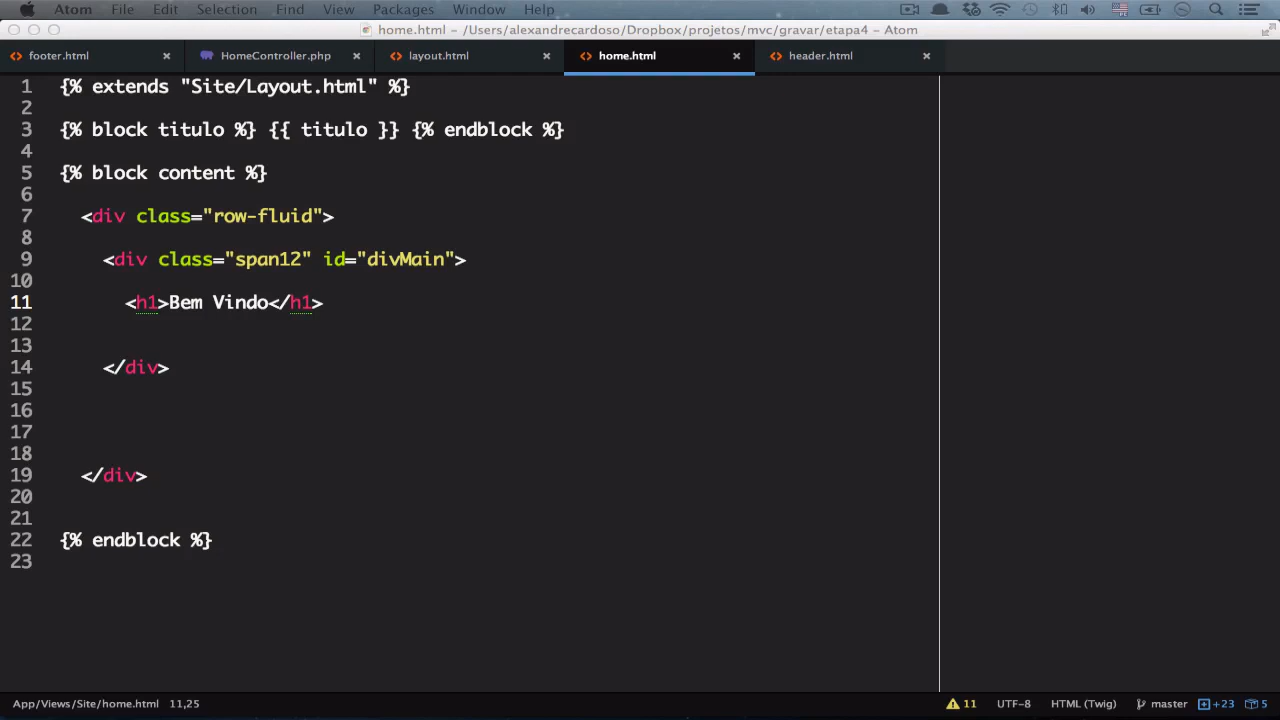 Atom File Edit Selection Find View Packages Window Help
home.html – /Users/alexandrecardoso/Dropbox/projetos/mvc/gravar/etapa4 – Atom
footer.html HomeController.php layout.html home.html header.html
1 {% extends "Site/Layout.html" %}
2
3 {% block titulo %} {{ titulo }} {% endblock %}
4
5 {% block content %}
6
7 <div class="row-fluid">
8
9 <div class="span12" id="divMain">
10
11 <h1>Bem Vindo</h1>
12
13
14 </div>
15
16
17
18
19 </div>
20
21
22 {% endblock %}
23
App/Views/Site/home.html 11,25 11 UTF-8 HTML (Twig) master +23 5